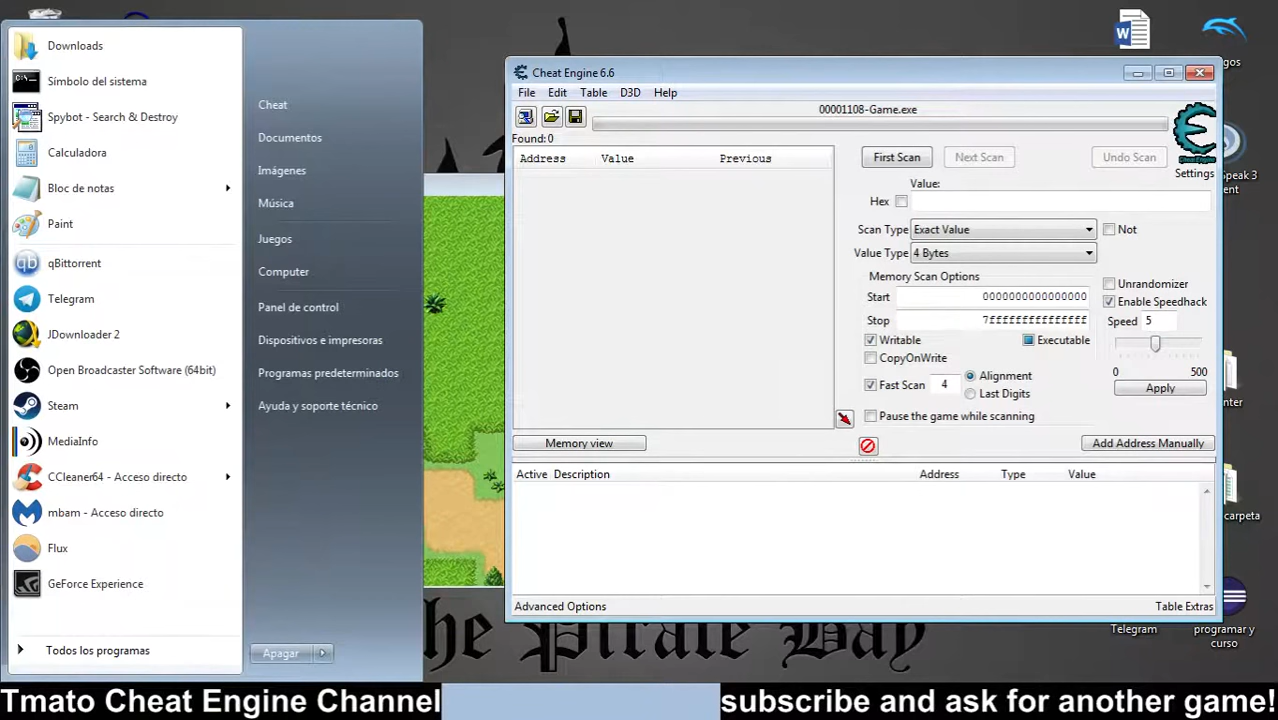 Downloads
Símbolo del sistema
Spybot - Search & Destroy
Calculadora
Bloc de notas
Paint
qBittorrent
Telegram
JDownloader 2
Open Broadcaster Software (64bit)
Steam
MediaInfo
CCleaner64 - Acceso directo
mbam - Acceso directo
Flux
GeForce Experience
Todos los programas
Cheat
Documentos
Imágenes
Música
Juegos
Computer
Panel de control
Dispositivos e impresoras
Programas predeterminados
Ayuda y soporte técnico
Apagar
Cheat Engine 6.6
File Edit Table D3D Help
00001108-Game.exe
Found: 0
Address Value Previous
First Scan Next Scan Undo Scan
Cheat Engine
Settings
Value:
Hex
Scan Type Exact Value Not
Value Type 4 Bytes
Memory Scan Options
Start 0000000000000000
Stop 7fffffffffffffff
Writable Executable
CopyOnWrite
Fast Scan 4 Alignment
Last Digits
Pause the game while scanning
Unrandomizer
Enable Speedhack
Speed 5
0 500
Apply
Memory view
Add Address Manually
Active Description Address Type Value
Advanced Options
Table Extras
Telegram
programar y
curso
he Pirate Bay
Tmato Cheat Engine Channel
subscribe and ask for another game!